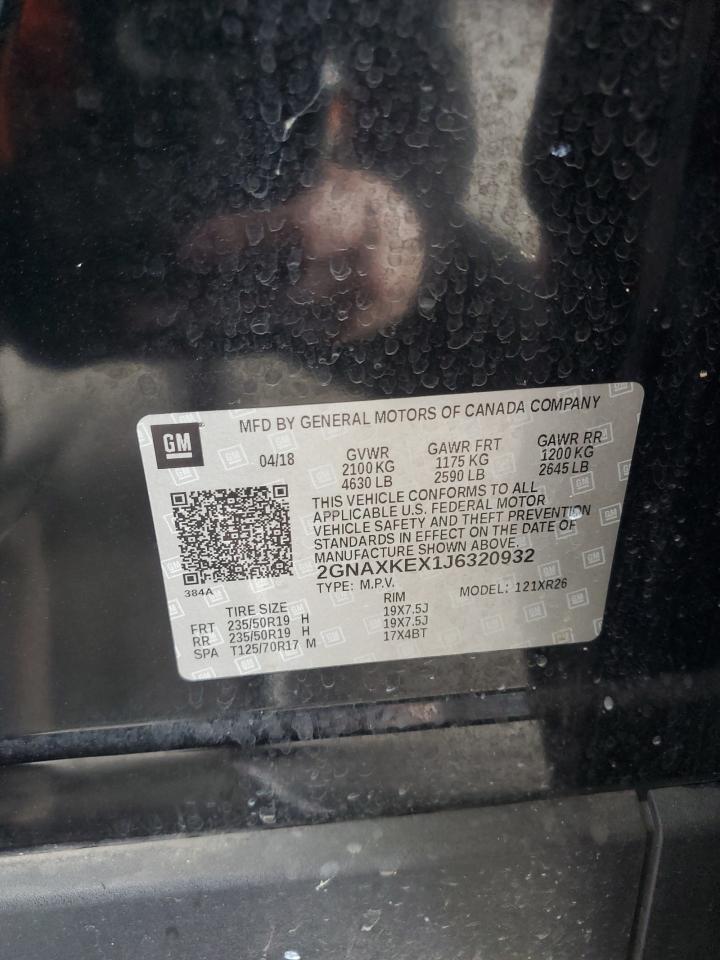 MFD BY GENERAL MOTORS OF CANADA COMPANY
GM
04/18
GVWR
2100 KG
4630 LB
GAWR FRT
1175 KG
2590 LB
GAWR RR
1200 KG
2645 LB
THIS VEHICLE CONFORMS TO ALL
APPLICABLE U.S. FEDERAL MOTOR
VEHICLE SAFETY AND THEFT PREVENTION
STANDARDS IN EFFECT ON THE DATE OF
MANUFACTURE SHOWN ABOVE.
2GNAXKEX1J6320932
384A
TYPE: M.P.V.
MODEL: 121XR26
TIRE SIZE RIM
FRT 235/50R19 H 19X7.5J
RR 235/50R19 H 19X7.5J
SPA T125/70R17 M 17X4BT